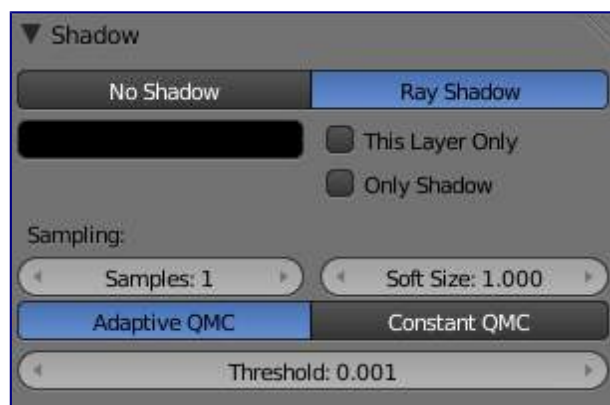 Shadow
No Shadow Ray Shadow
This Layer Only
Only Shadow
Sampling:
Samples: 1 Soft Size: 1.000
Adaptive QMC Constant QMC
Threshold: 0.001